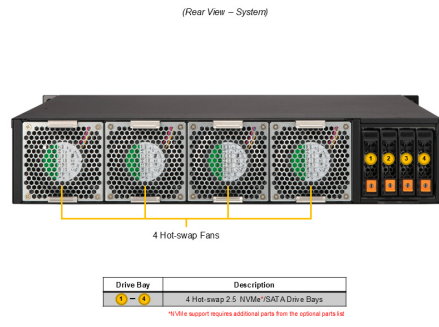 (Rear View – System)
1 2 3 4
4 Hot-swap Fans
Drive Bay Description
1 – 4 4 Hot-swap 2.5 NVMe*/SATA Drive Bays
*NVMe support requires additional parts from the optional parts list